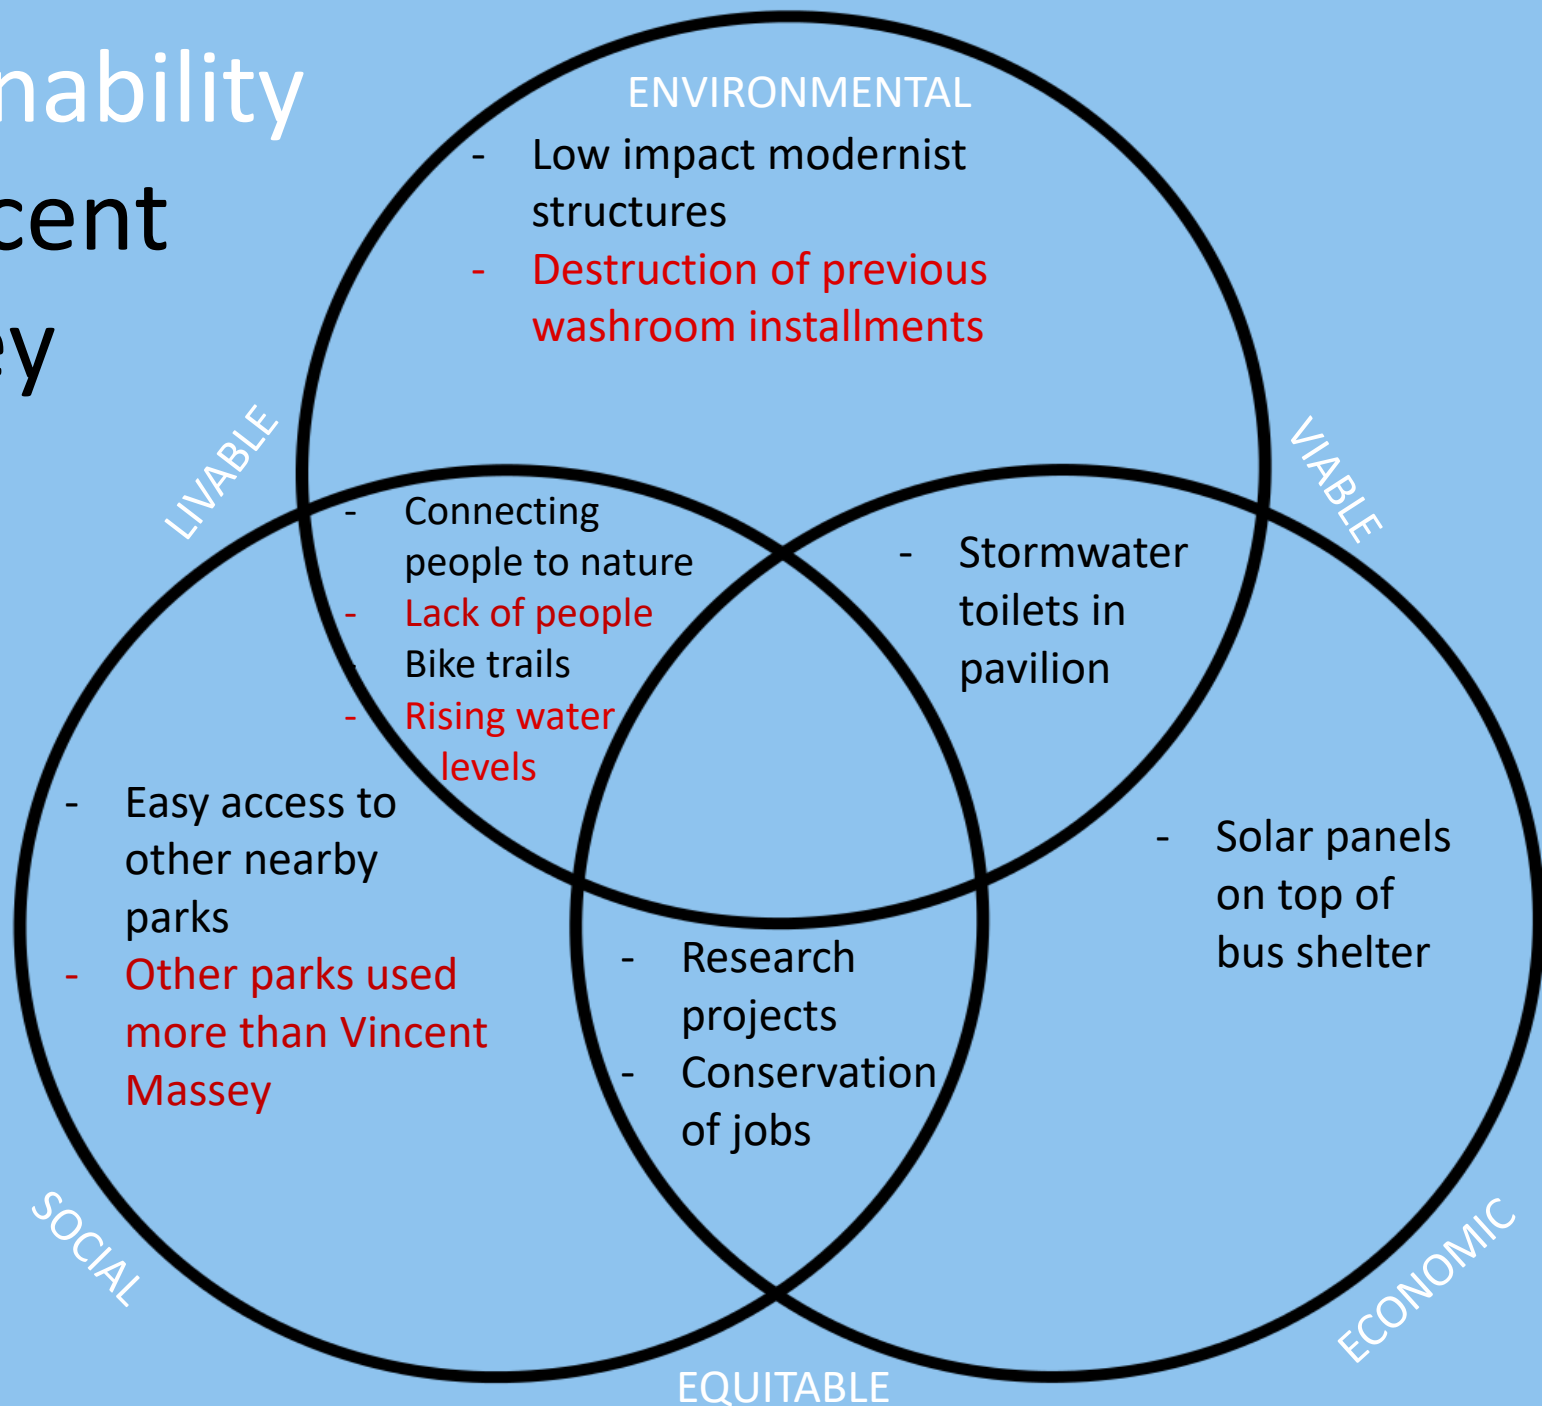 nability
cent
ey
ENVIRONMENTAL
- Low impact modernist
structures
- Destruction of previous
washroom installments
LIVABLE
VIABLE
- Connecting
people to nature
- Lack of people
- Bike trails
- Rising water
levels
- Stormwater
toilets in
pavilion
- Easy access to
other nearby
parks
- Other parks used
more than Vincent
Massey
- Solar panels
on top of
bus shelter
- Research
projects
- Conservation
of jobs
SOCIAL
ECONOMIC
EQUITABLE